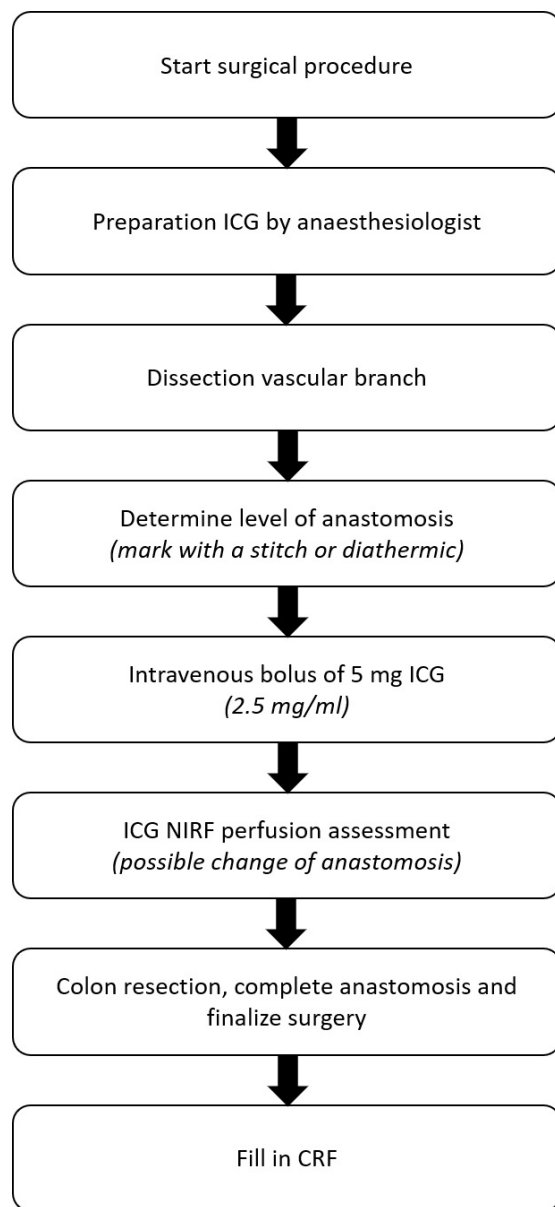 Start surgical procedure
Preparation ICG by anaesthesiologist
Dissection vascular branch
Determine level of anastomosis
(mark with a stitch or diathermic)
Intravenous bolus of 5 mg ICG
(2.5 mg/ml)
ICG NIRF perfusion assessment
(possible change of anastomosis)
Colon resection, complete anastomosis and
finalize surgery
Fill in CRF